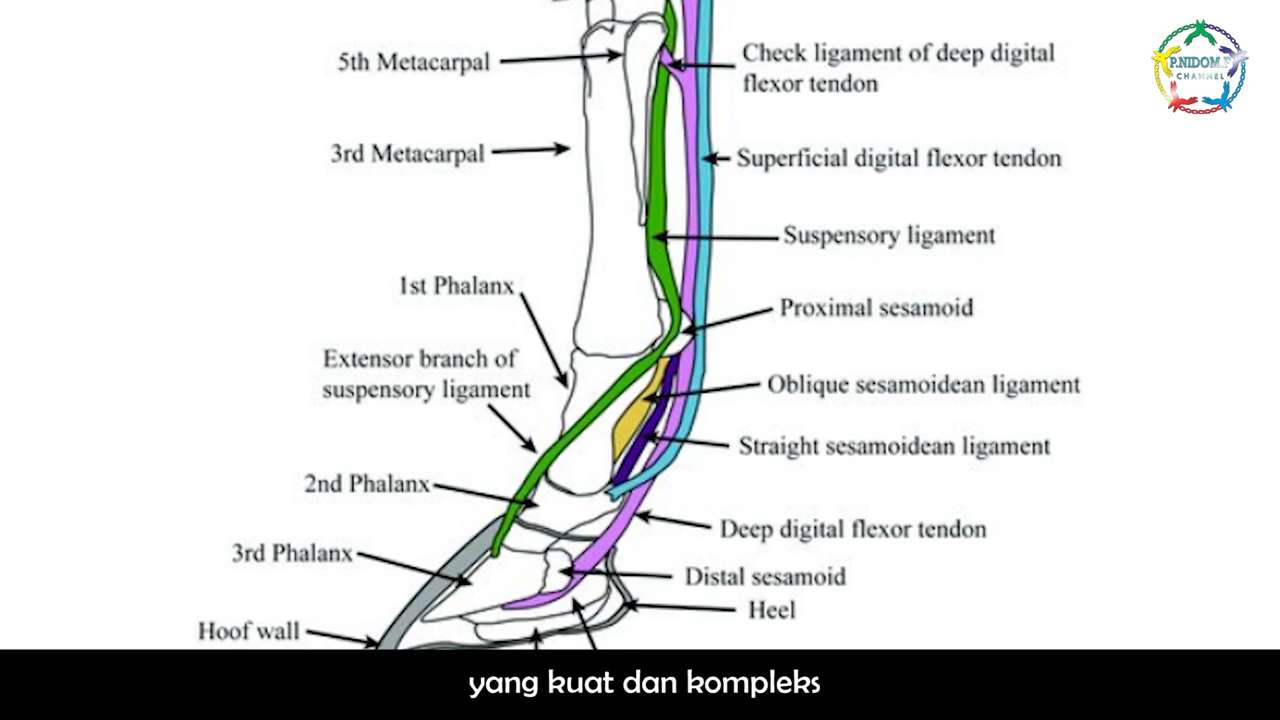 5th Metacarpal
Check ligament of deep digital
flexor tendon
P.NIDOM.F
CHANNEL
3rd Metacarpal
Superficial digital flexor tendon
Suspensory ligament
1st Phalanx
Proximal sesamoid
Extensor branch of
suspensory ligament
Oblique sesamoidean ligament
Straight sesamoidean ligament
2nd Phalanx
Deep digital flexor tendon
3rd Phalanx
Distal sesamoid
Heel
Hoof wall
yang kuat dan kompleks